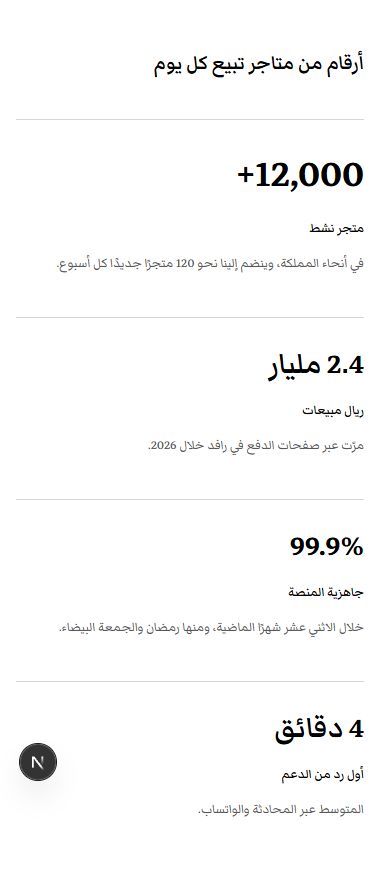 أرقام من متاجر تبيع كل يوم
+12,000
متجر نشط
في أنحاء المملكة، وينضم إلينا نحو 120 متجرًا جديدًا كل أسبوع.
2.4 مليار
ريال مبيعات
مرّت عبر صفحات الدفع في رافد خلال 2026.
99.9%
جاهزية المنصة
خلال الاثني عشر شهرًا الماضية، ومنها رمضان والجمعة البيضاء.
4 دقائق
أول رد من الدعم
المتوسط عبر المحادثة والواتساب.
N